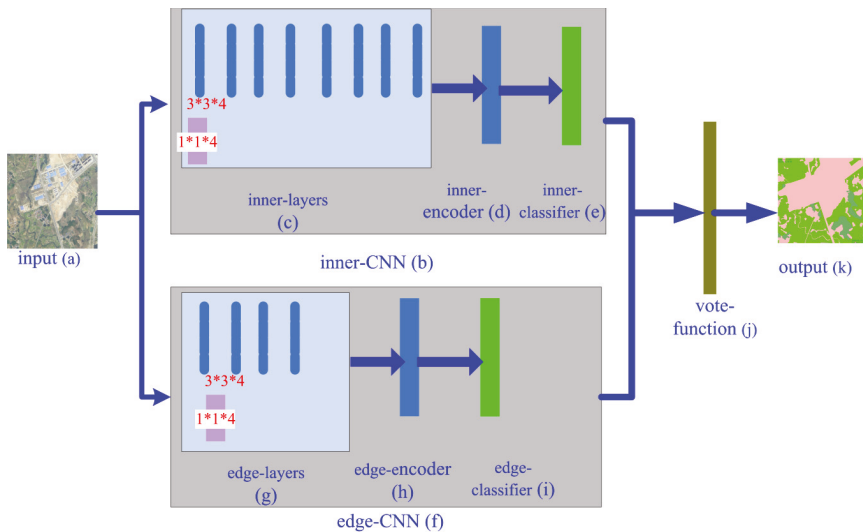 3*3*4
1*1*4
inner-layers
(c)
inner-
encoder (d)
inner-
classifier (e)
input (a)
inner-CNN (b)
output (k)
vote-
function (j)
3*3*4
1*1*4
edge-layers
(g)
edge-encoder
(h)
edge-
classifier (i)
edge-CNN (f)